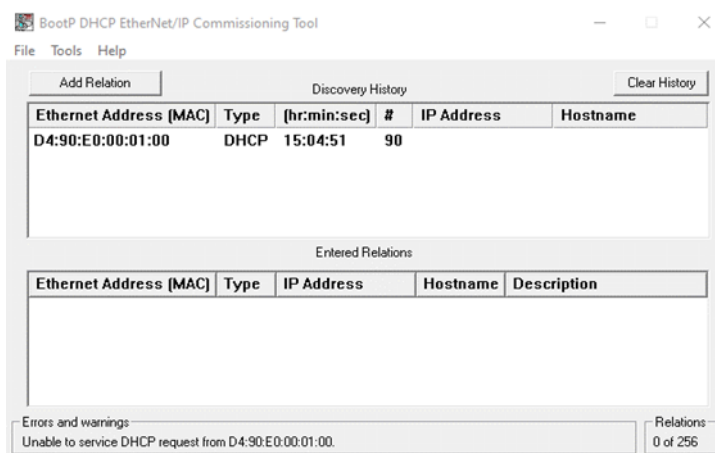 BootP DHCP EtherNet/IP Commissioning Tool
File Tools Help
Add Relation Discovery History Clear History
Ethernet Address (MAC) Type (hr:min:sec) # IP Address Hostname
D4:90:E0:00:01:00 DHCP 15:04:51 90
Entered Relations
Ethernet Address (MAC) Type IP Address Hostname Description
Errors and warnings Relations
Unable to service DHCP request from D4:90:E0:00:01:00. 0 of 256